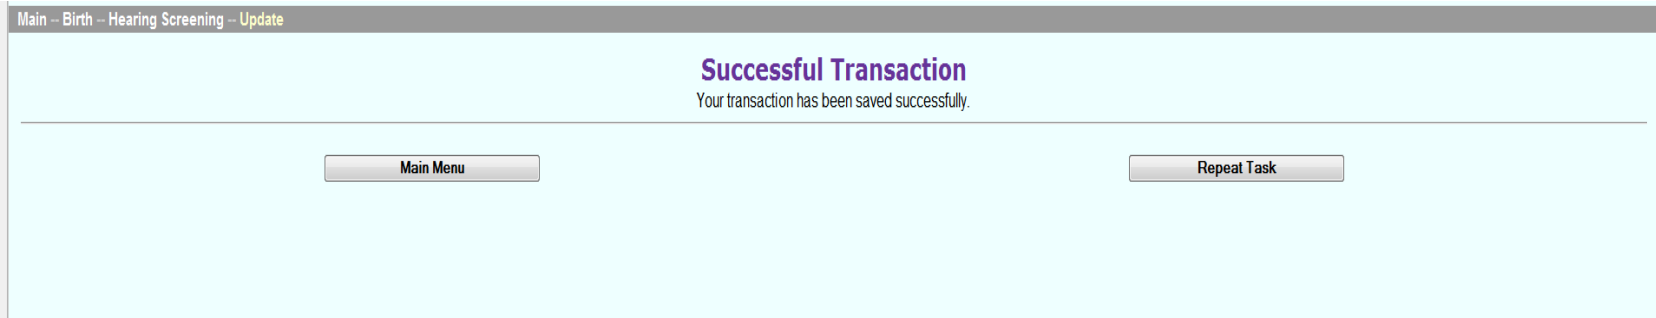 Main -- Birth -- Hearing Screening -- Update
Successful Transaction
Your transaction has been saved successfully.
Main Menu
Repeat Task